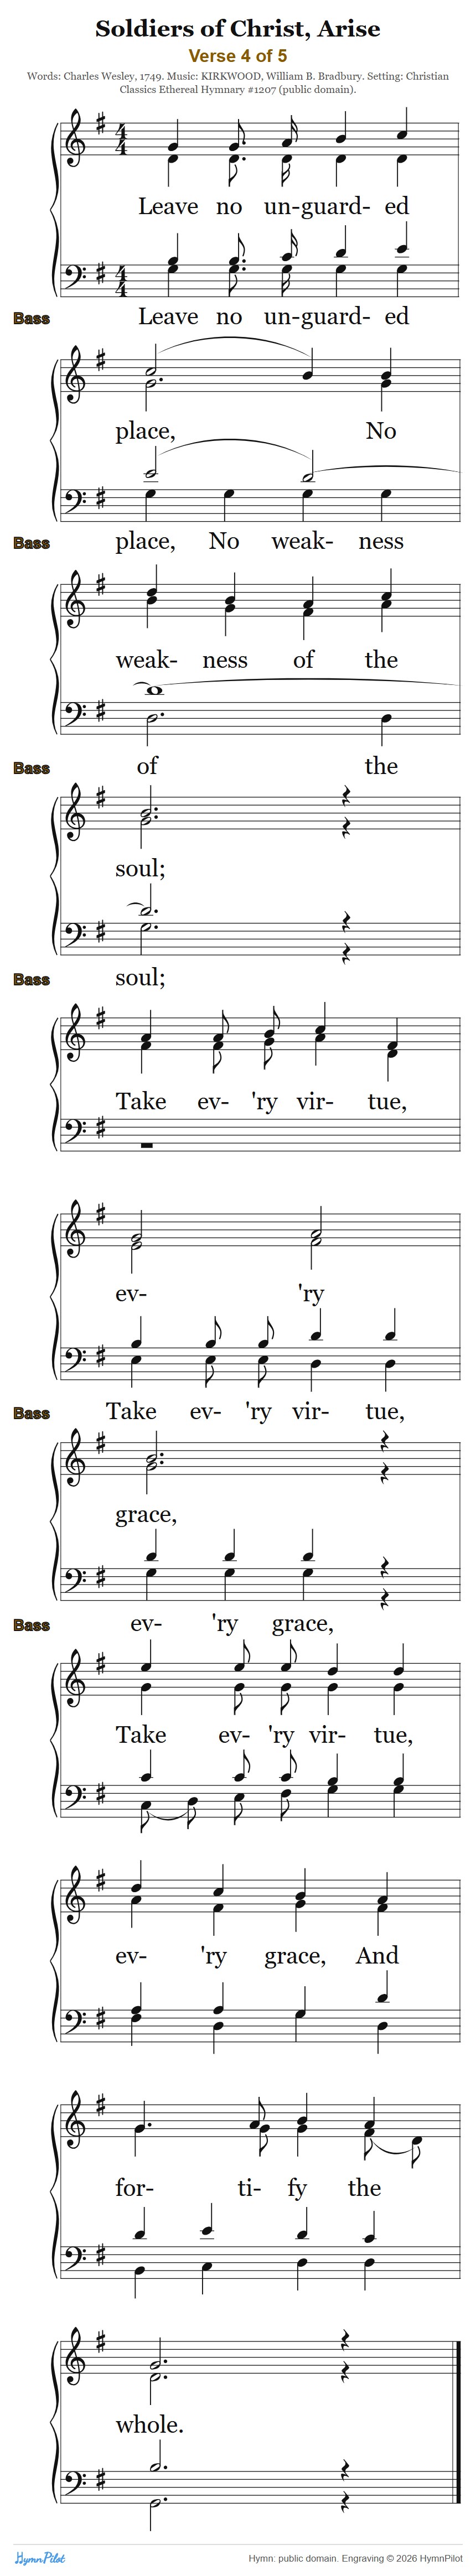 Soldiers of Christ, Arise
Verse 4 of 5
Words: Charles Wesley, 1749. Music: KIRKWOOD, William B. Bradbury. Setting: Christian
Classics Ethereal Hymnary #1207 (public domain).
Leave no un-guard- ed
Bass Leave no un-guard- ed
place, No
Bass place, No weak- ness
weak- ness of the
Bass of the
soul;
Bass soul;
Take ev- 'ry vir- tue,
ev- 'ry
Bass Take ev- 'ry vir- tue,
grace,
Bass ev- 'ry grace,
Take ev- 'ry vir- tue,
ev- 'ry grace, And
for- ti- fy the
whole.
HymnPilot Hymn: public domain. Engraving © 2026 HymnPilot